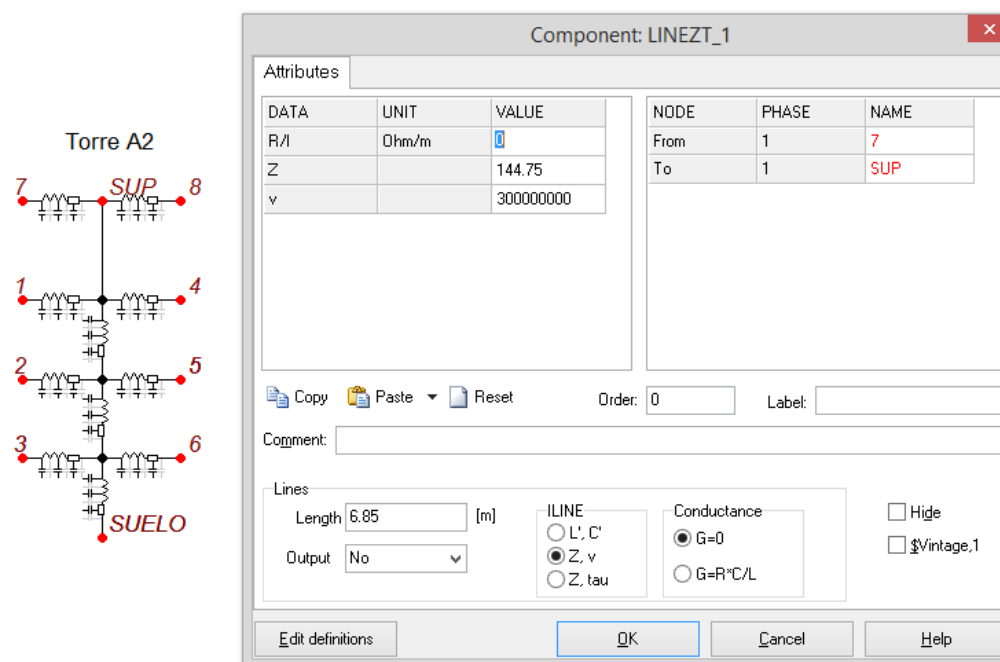 Torre A2
7 SUP 8
1 4
2 5
3 6
SUELO
Component: LINEZT_1
Attributes
DATA UNIT VALUE
R/l Ohm/m 0
Z 144.75
v 300000000
NODE PHASE NAME
From 1 7
To 1 SUP
Copy Paste Reset Order: 0 Label:
Comment:
Lines
Length 6.85 [m]
Output No
ILINE
L', C'
Z, v
Z, tau
Conductance
G=0
G=R*C/L
Hide
$Vintage,1
Edit definitions OK Cancel Help